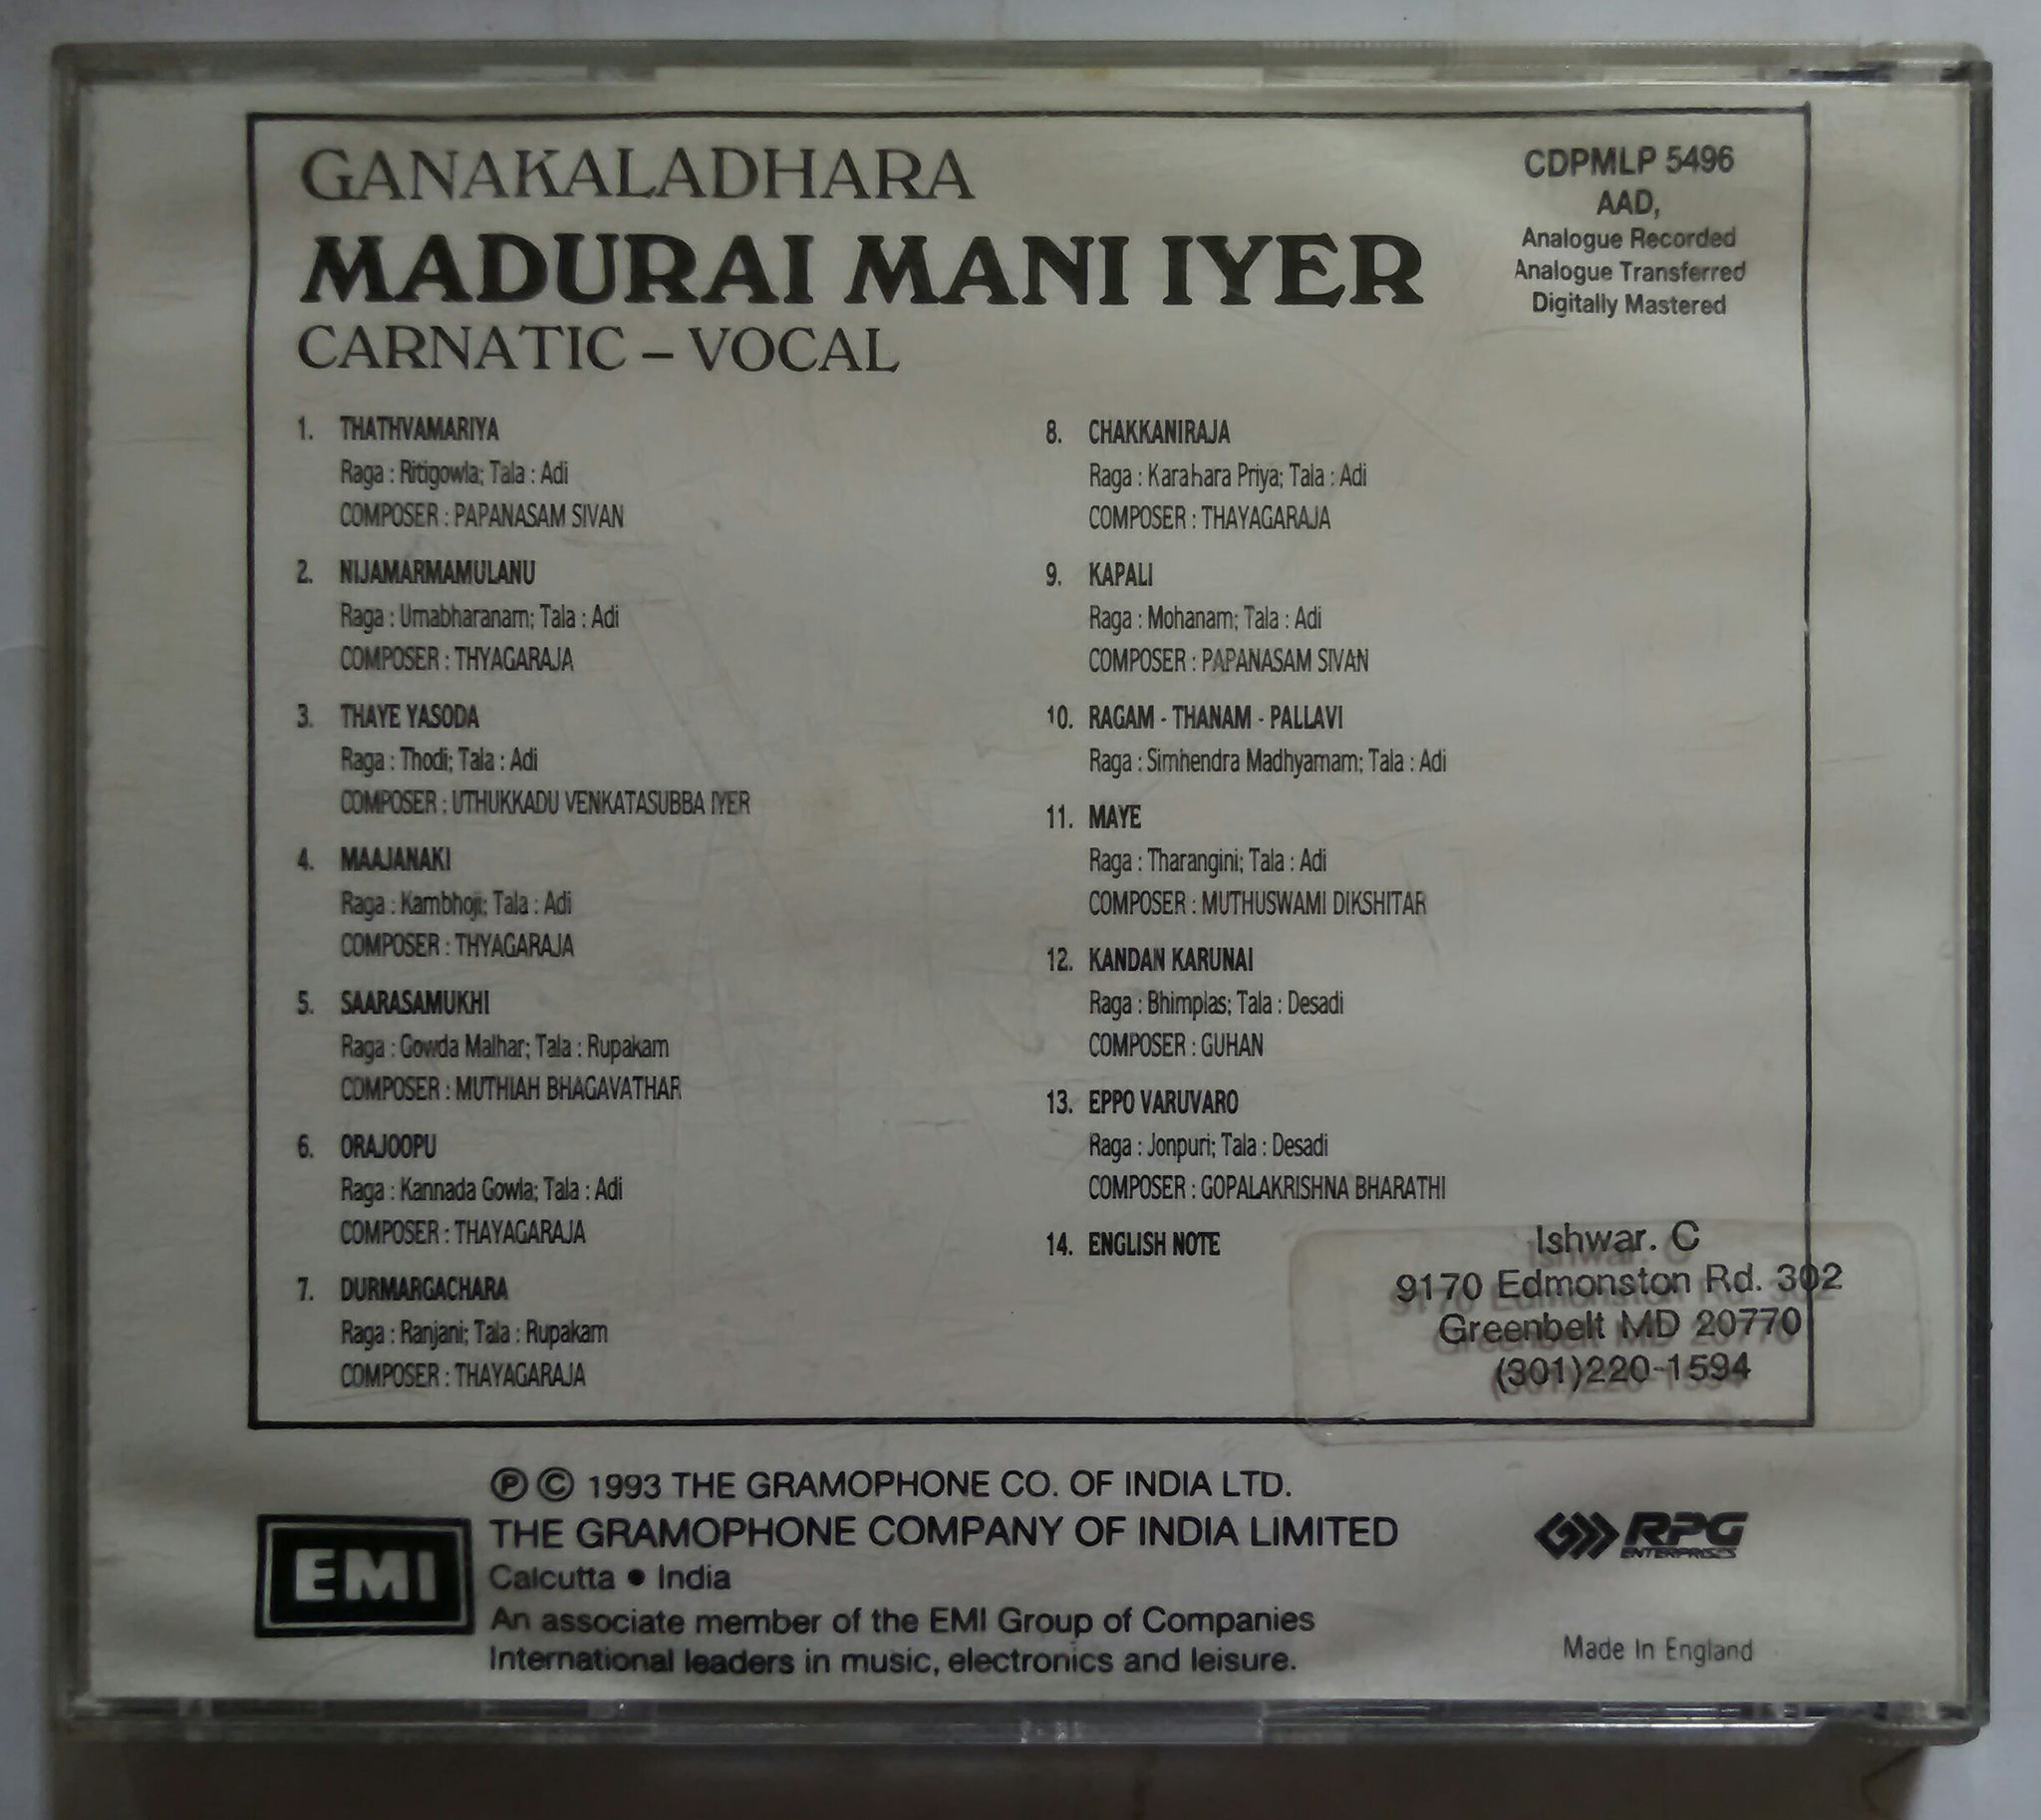 GANAKALADHARA
MADURAI MANI IYER
CARNATIC – VOCAL
CDPMLP 5496
AAD,
Analogue Recorded
Analogue Transferred
Digitally Mastered
1. THATHVAMARIYA
Raga : Ritigowla; Tala : Adi
COMPOSER : PAPANASAM SIVAN
2. NIJAMARMAMULANU
Raga : Umabharanam; Tala : Adi
COMPOSER : THYAGARAJA
3. THAYE YASODA
Raga : Thodi; Tala : Adi
COMPOSER : UTHUKKADU VENKATASUBBA IYER
4. MAAJANAKI
Raga : Kambhoji; Tala : Adi
COMPOSER : THYAGARAJA
5. SAARASAMUKHI
Raga : Gowda Malhar; Tala : Rupakam
COMPOSER : MUTHIAH BHAGAVATHAR
6. ORAJOOPU
Raga : Kannada Gowla; Tala : Adi
COMPOSER : THAYAGARAJA
7. DURMARGACHARA
Raga : Ranjani; Tala : Rupakam
COMPOSER : THAYAGARAJA
8. CHAKKANIRAJA
Raga : Karahara Priya; Tala : Adi
COMPOSER : THAYAGARAJA
9. KAPALI
Raga : Mohanam; Tala : Adi
COMPOSER : PAPANASAM SIVAN
10. RAGAM - THANAM - PALLAVI
Raga : Simhendra Madhyamam; Tala : Adi
11. MAYE
Raga : Tharangini; Tala : Adi
COMPOSER : MUTHUSWAMI DIKSHITAR
12. KANDAN KARUNAI
Raga : Bhimplas; Tala : Desadi
COMPOSER : GUHAN
13. EPPO VARUVARO
Raga : Jonpuri; Tala : Desadi
COMPOSER : GOPALAKRISHNA BHARATHI
14. ENGLISH NOTE
Ishwar. C
9170 Edmonston Rd. 302
Greenbelt MD 20770
(301)220-1594
℗ © 1993 THE GRAMOPHONE CO. OF INDIA LTD.
THE GRAMOPHONE COMPANY OF INDIA LIMITED
Calcutta • India
An associate member of the EMI Group of Companies
International leaders in music, electronics and leisure.
EMI
RPG
ENTERPRISES
Made In England